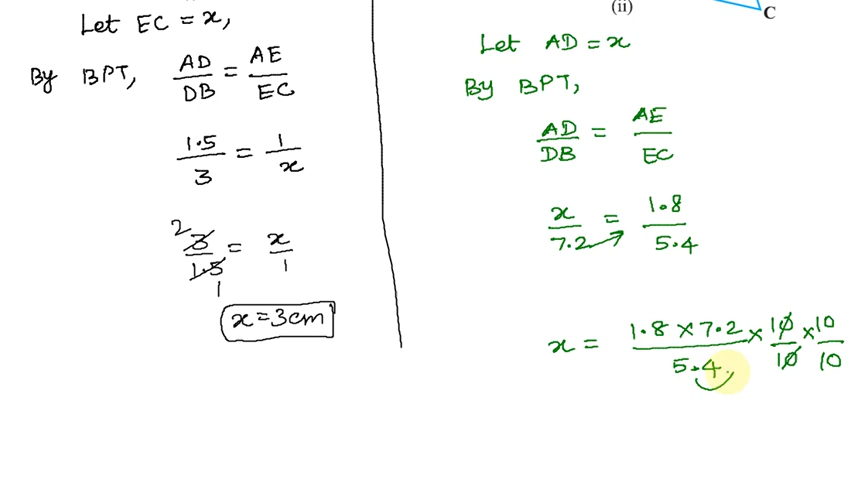 Let EC = x,
By BPT, AD/DB = AE/EC
1.5/3 = 1/x
2 3/1.5 = x/1
1
x = 3cm
(ii)
C
Let AD = x
By BPT,
AD/DB = AE/EC
x/7.2 = 1.8/5.4
x = 1.8 × 7.2/5.4. × 10/10 × 10/10